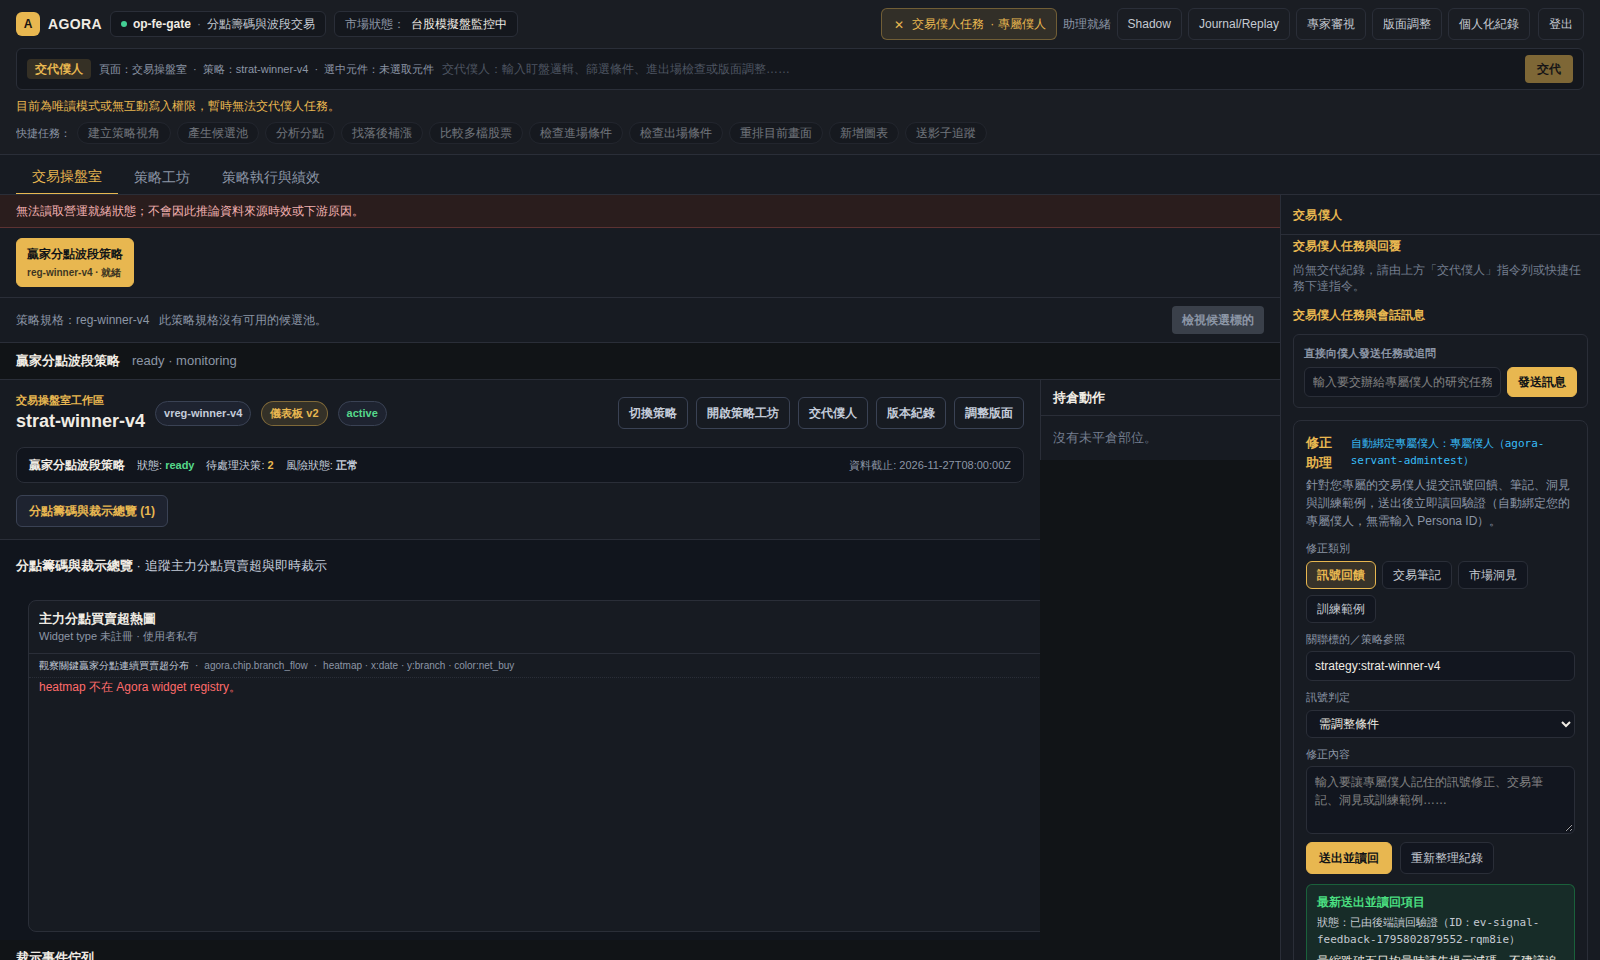 A AGORA op-fe-gate · 分點籌碼與波段交易 市場狀態： 台股模擬盤監控中 ✕ 交易僕人任務 · 專屬僕人 助理就緒 Shadow Journal/Replay 專家審視 版面調整 個人化紀錄 登出
交代僕人 頁面：交易操盤室 · 策略：strat-winner-v4 · 選中元件：未選取元件 交代僕人：輸入盯盤邏輯、篩選條件、進出場檢查或版面調整…… 交代
目前為唯讀模式或無互動寫入權限，暫時無法交代僕人任務。
快捷任務： 建立策略視角 產生候選池 分析分點 找落後補漲 比較多檔股票 檢查進場條件 檢查出場條件 重排目前畫面 新增圖表 送影子追蹤
交易操盤室 策略工坊 策略執行與績效
無法讀取營運就緒狀態；不會因此推論資料來源時效或下游原因。
贏家分點波段策略
reg-winner-v4 · 就緒
策略規格：reg-winner-v4 此策略規格沒有可用的候選池。 檢視候選標的
贏家分點波段策略 ready · monitoring
交易操盤室工作區
strat-winner-v4 vreg-winner-v4 儀表板 v2 active 切換策略 開啟策略工坊 交代僕人 版本紀錄 調整版面
贏家分點波段策略 狀態: ready 待處理決策: 2 風險狀態: 正常 資料截止: 2026-11-27T08:00:00Z
分點籌碼與裁示總覽 (1)
分點籌碼與裁示總覽 · 追蹤主力分點買賣超與即時裁示
主力分點買賣超熱圖
Widget type 未註冊 · 使用者私有
觀察關鍵贏家分點連續買賣超分布 · agora.chip.branch_flow · heatmap · x:date · y:branch · color:net_buy
heatmap 不在 Agora widget registry。
裁示事件佇列
持倉動作
沒有未平倉部位。
交易僕人
交易僕人任務與回覆
尚無交代紀錄，請由上方「交代僕人」指令列或快捷任
務下達指令。
交易僕人任務與會話訊息
直接向僕人發送任務或追問
輸入要交辦給專屬僕人的研究任務 發送訊息
修正
助理
自動綁定專屬僕人：專屬僕人（agora-
servant-admintest）
針對您專屬的交易僕人提交訊號回饋、筆記、洞見
與訓練範例，送出後立即讀回驗證（自動綁定您的
專屬僕人，無需輸入 Persona ID）。
修正類別
訊號回饋 交易筆記 市場洞見
訓練範例
關聯標的／策略參照
strategy:strat-winner-v4
訊號判定
需調整條件
修正內容
輸入要讓專屬僕人記住的訊號修正、交易筆
記、洞見或訓練範例……
送出並讀回 重新整理紀錄
最新送出並讀回項目
狀態：已由後端讀回驗證（ID：ev-signal-
feedback-1795802879552-rqm8ie）